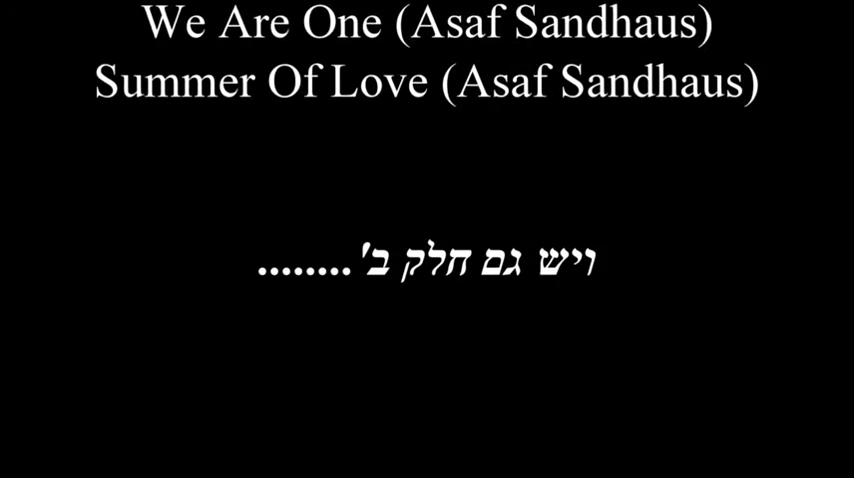 We Are One (Asaf Sandhaus)
Summer Of Love (Asaf Sandhaus)
ויש גם חלק ב'........